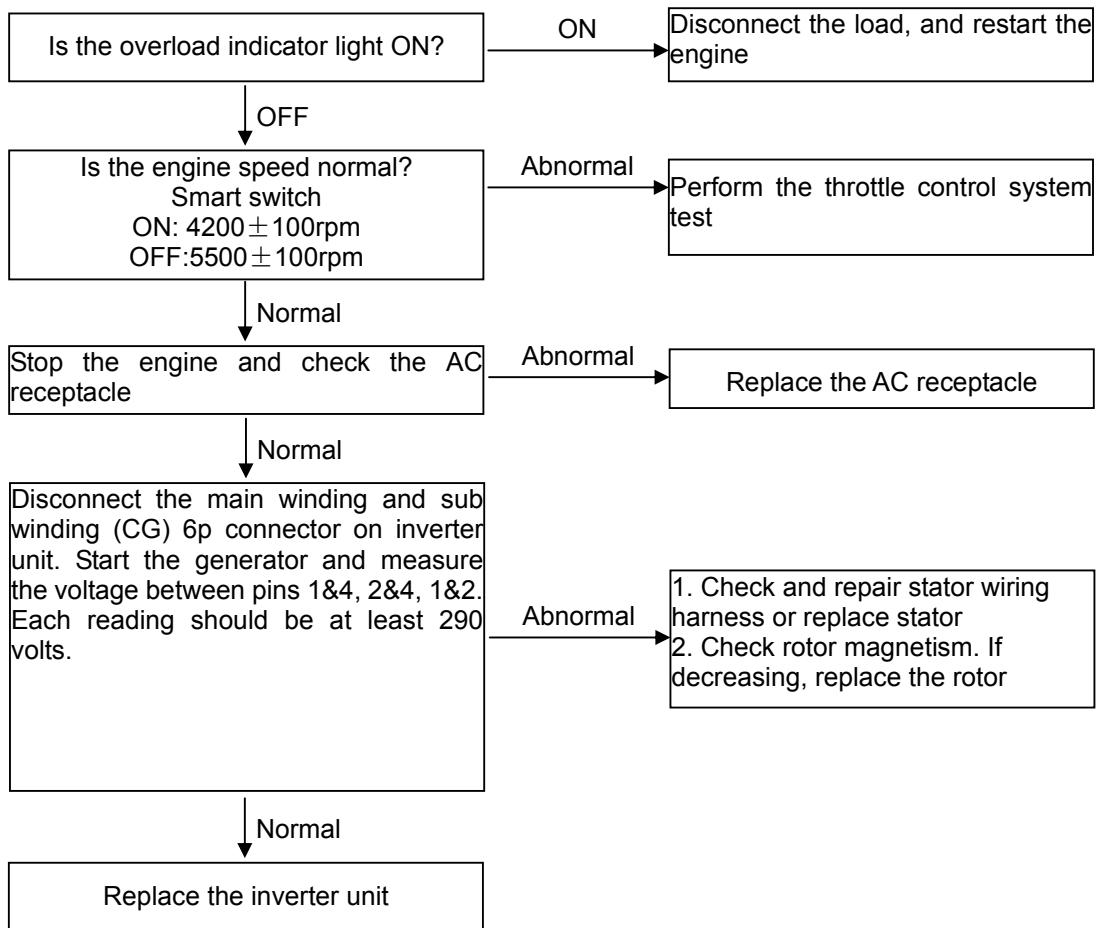 Is the overload indicator light ON?
ON
Disconnect the load, and restart the
engine
OFF
Is the engine speed normal?
Smart switch
ON: 4200±100rpm
OFF:5500±100rpm
Abnormal
Perform the throttle control system
test
Normal
Stop the engine and check the AC
receptacle
Abnormal
Replace the AC receptacle
Normal
Disconnect the main winding and sub
winding (CG) 6p connector on inverter
unit. Start the generator and measure
the voltage between pins 1&4, 2&4, 1&2.
Each reading should be at least 290
volts.
Abnormal
1. Check and repair stator wiring
harness or replace stator
2. Check rotor magnetism. If
decreasing, replace the rotor
Normal
Replace the inverter unit